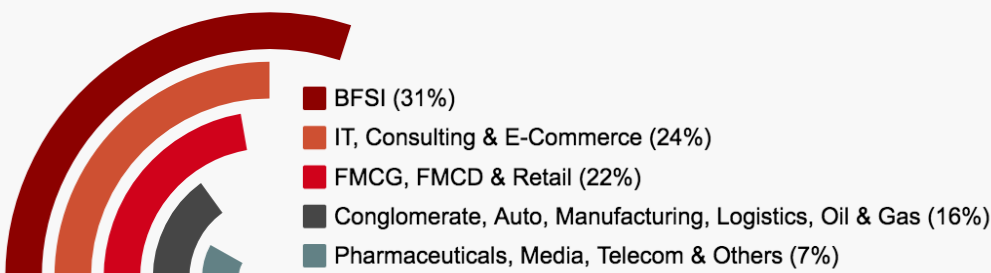 BFSI (31%)
IT, Consulting & E-Commerce (24%)
FMCG, FMCD & Retail (22%)
Conglomerate, Auto, Manufacturing, Logistics, Oil & Gas (16%)
Pharmaceuticals, Media, Telecom & Others (7%)